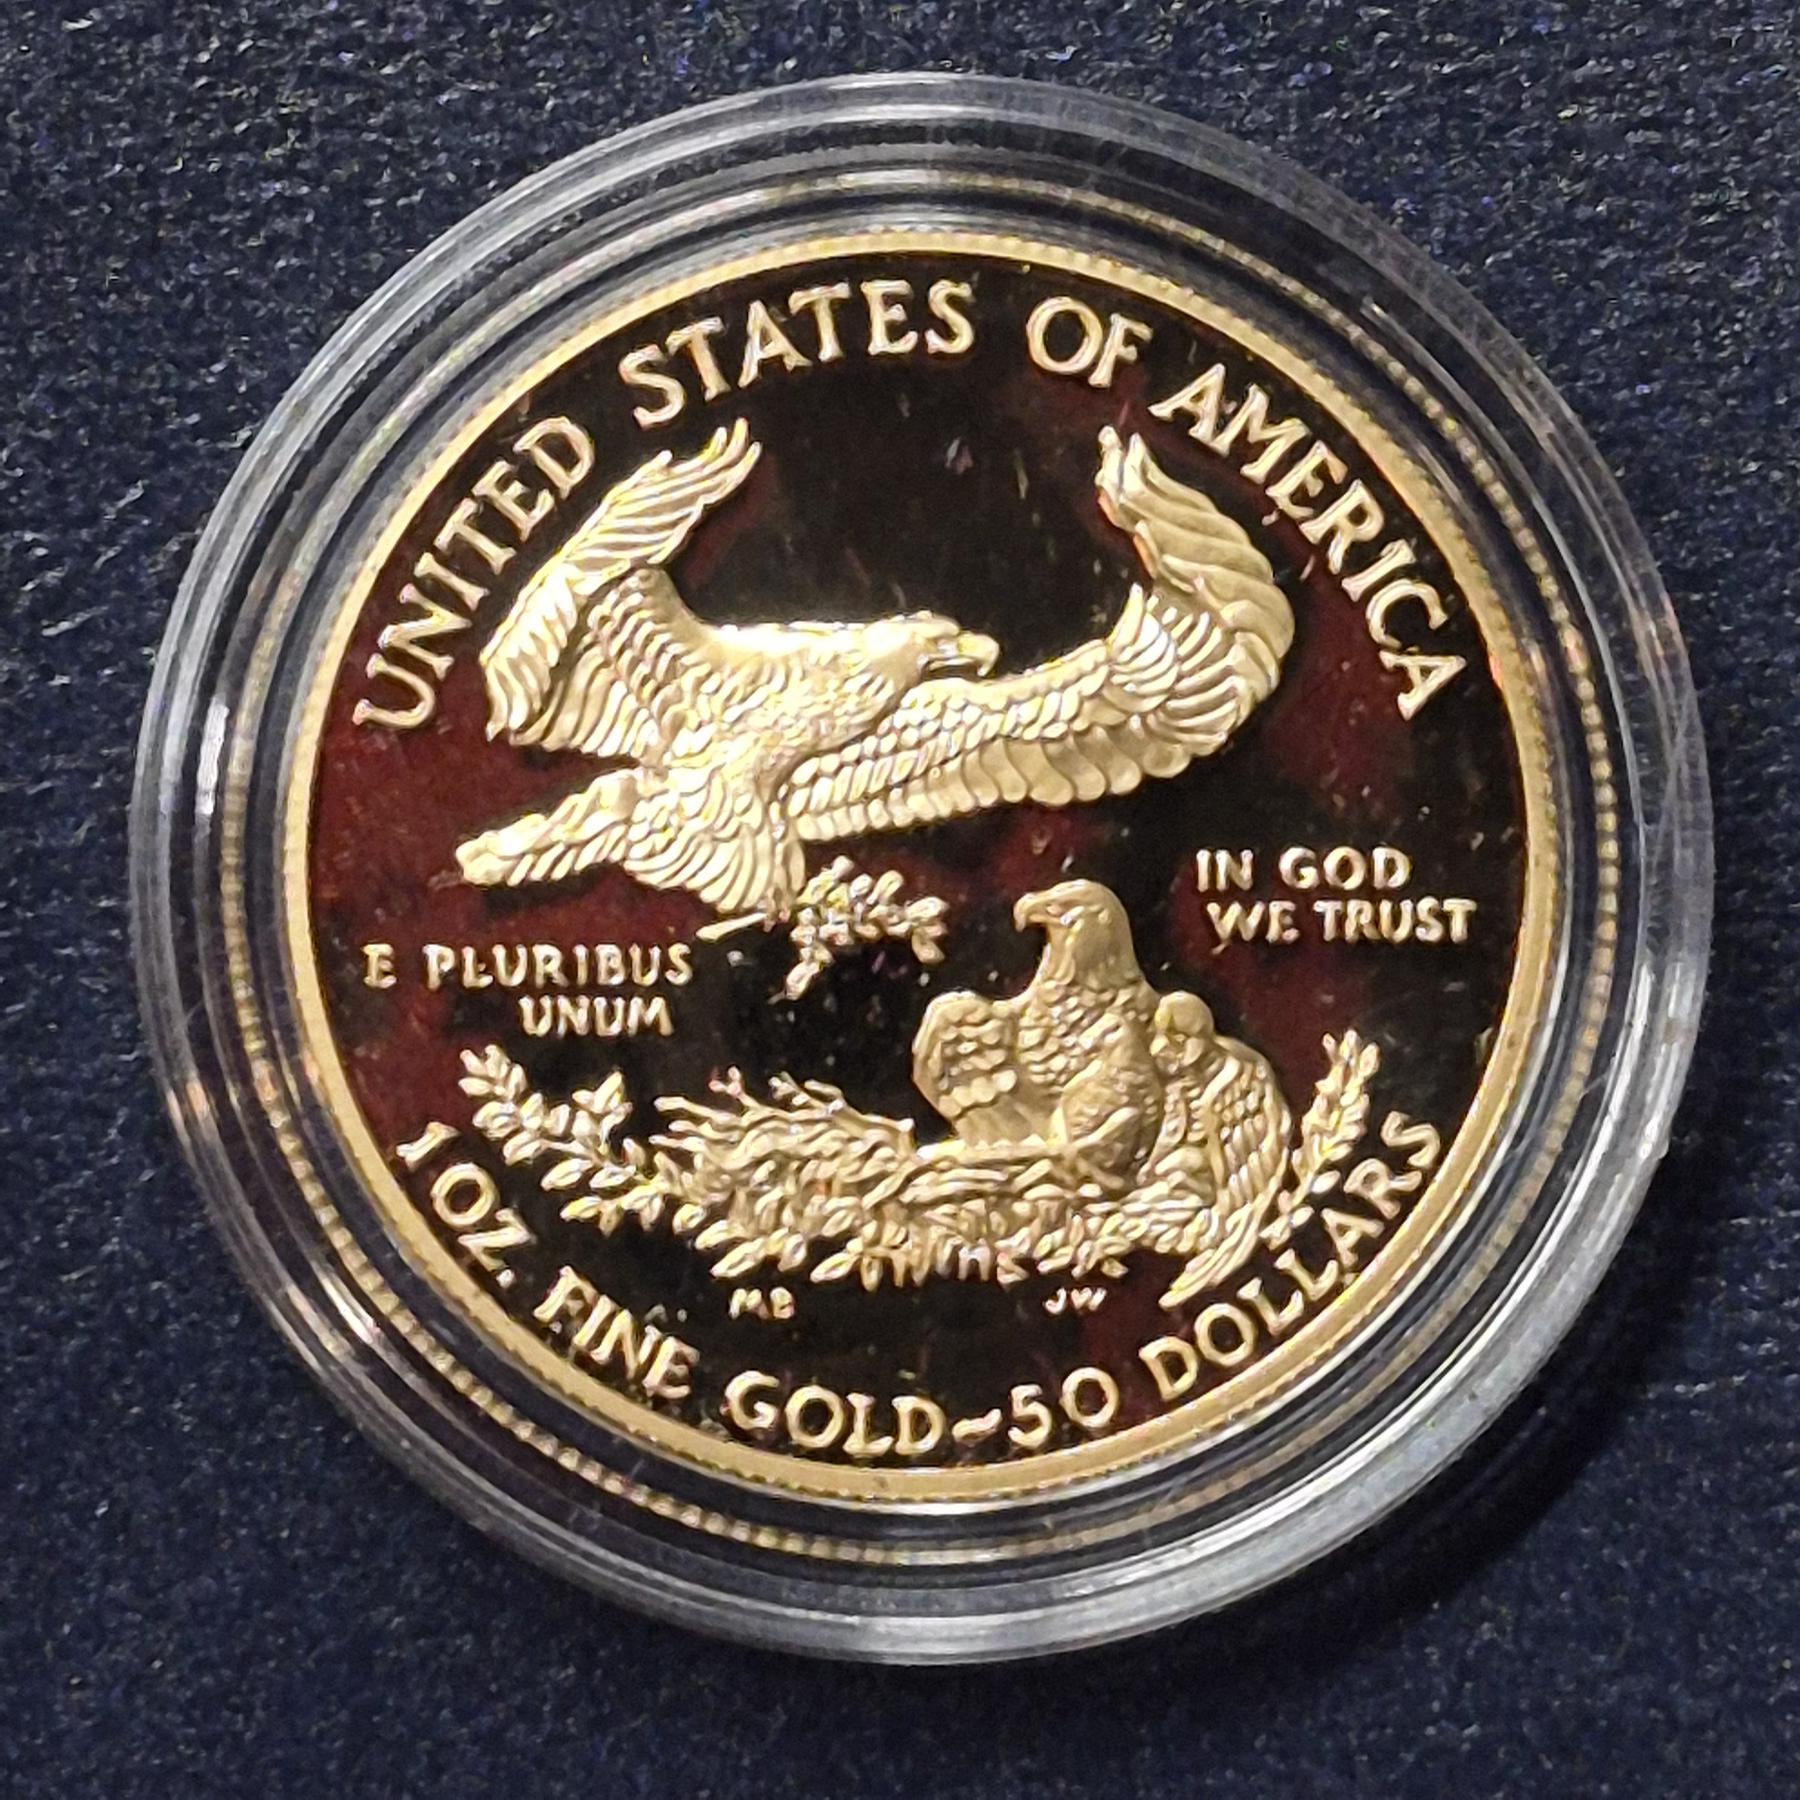 UNITED STATES OF AMERICA
IN GOD
WE TRUST
E PLURIBUS
UNUM
MB
JW
1 OZ. FINE GOLD~50 DOLLARS